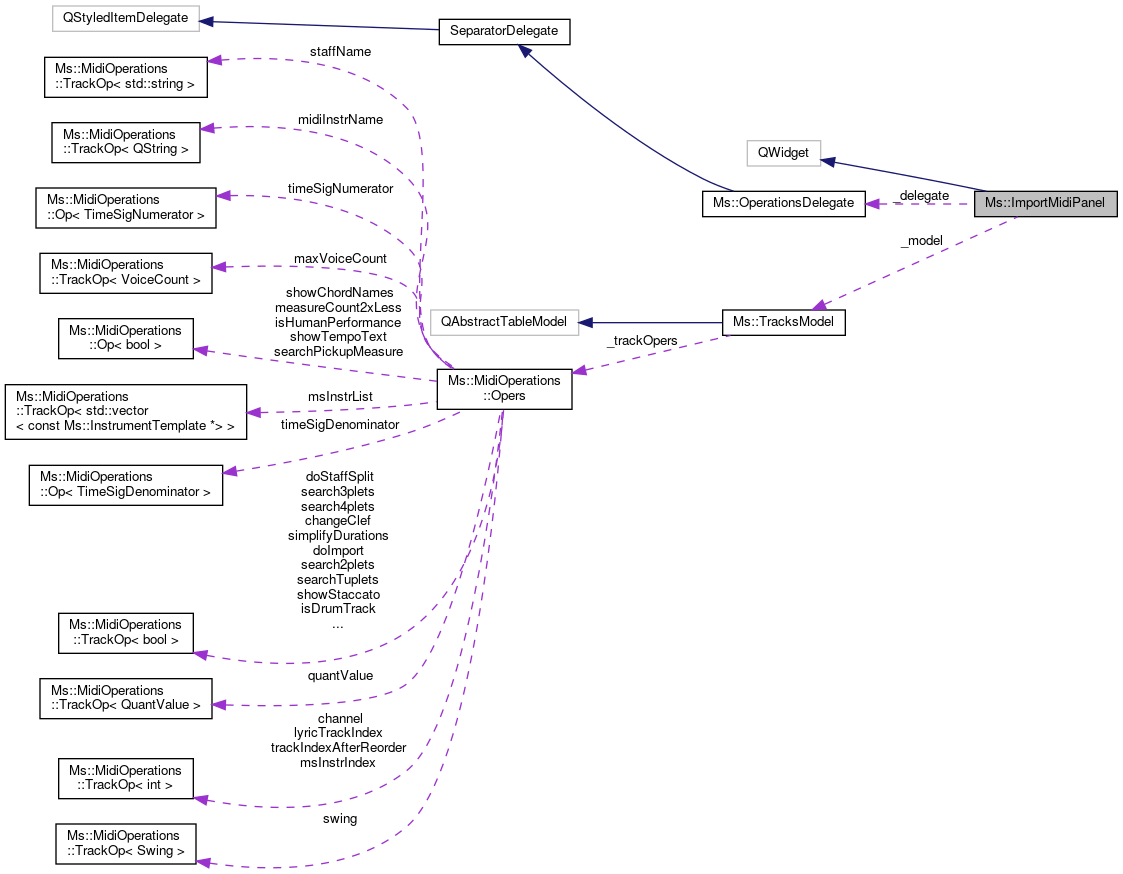 QStyledItemDelegate
SeparatorDelegate
staffName
Ms::MidiOperations
::TrackOp< std::string >
midiInstrName
Ms::MidiOperations
::TrackOp< QString >
QWidget
timeSigNumerator
Ms::MidiOperations
::Op< TimeSigNumerator >
Ms::OperationsDelegate
_delegate
Ms::ImportMidiPanel
_model
maxVoiceCount
Ms::MidiOperations
::TrackOp< VoiceCount >
showChordNames
measureCount2xLess
isHumanPerformance
showTempoText
searchPickupMeasure
QAbstractTableModel
Ms::TracksModel
Ms::MidiOperations
::Op< bool >
_trackOpers
Ms::MidiOperations
::Opers
Ms::MidiOperations
::TrackOp< std::vector
< const Ms::InstrumentTemplate *> >
msInstrList
timeSigDenominator
Ms::MidiOperations
::Op< TimeSigDenominator >
doStaffSplit
search3plets
search4plets
changeClef
simplifyDurations
doImport
search2plets
searchTuplets
showStaccato
isDrumTrack
...
Ms::MidiOperations
::TrackOp< bool >
quantValue
Ms::MidiOperations
::TrackOp< QuantValue >
channel
lyricTrackIndex
trackIndexAfterReorder
msInstrIndex
Ms::MidiOperations
::TrackOp< int >
swing
Ms::MidiOperations
::TrackOp< Swing >